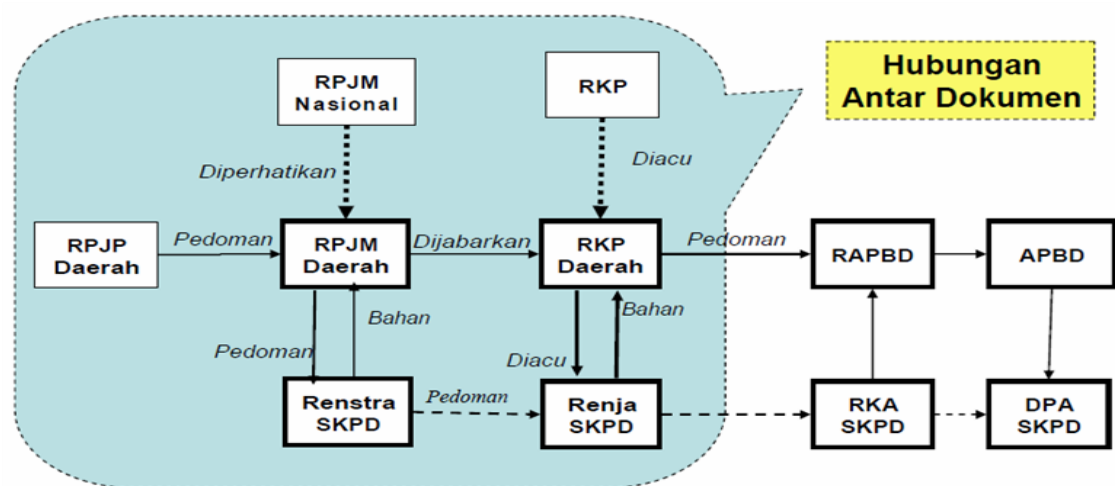 Hubungan
Antar Dokumen
RPJM
Nasional
RKP
Diperhatikan
Diacu
RPJP
Daerah
Pedoman
RPJM
Daerah
Dijabarkan
RKP
Daerah
Pedoman
RAPBD
APBD
Pedoman
Bahan
Diacu
Bahan
Renstra
SKPD
Pedoman
Renja
SKPD
RKA
SKPD
DPA
SKPD